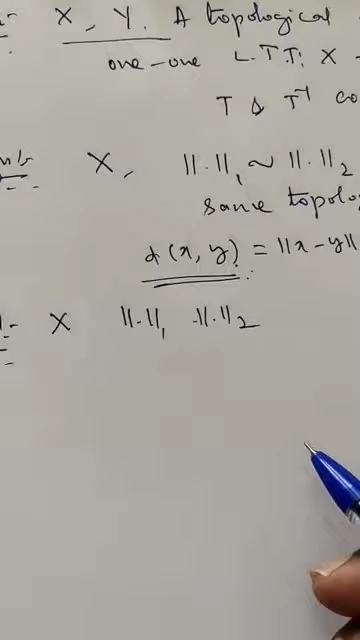 X, Y. A topological
one-one L.T T: X →
T & T⁻¹ co
X, ||.||₁ ~ ||.||₂
same topolo
d(x, y) = ||x-y||
X ||.||₁ ||.||₂